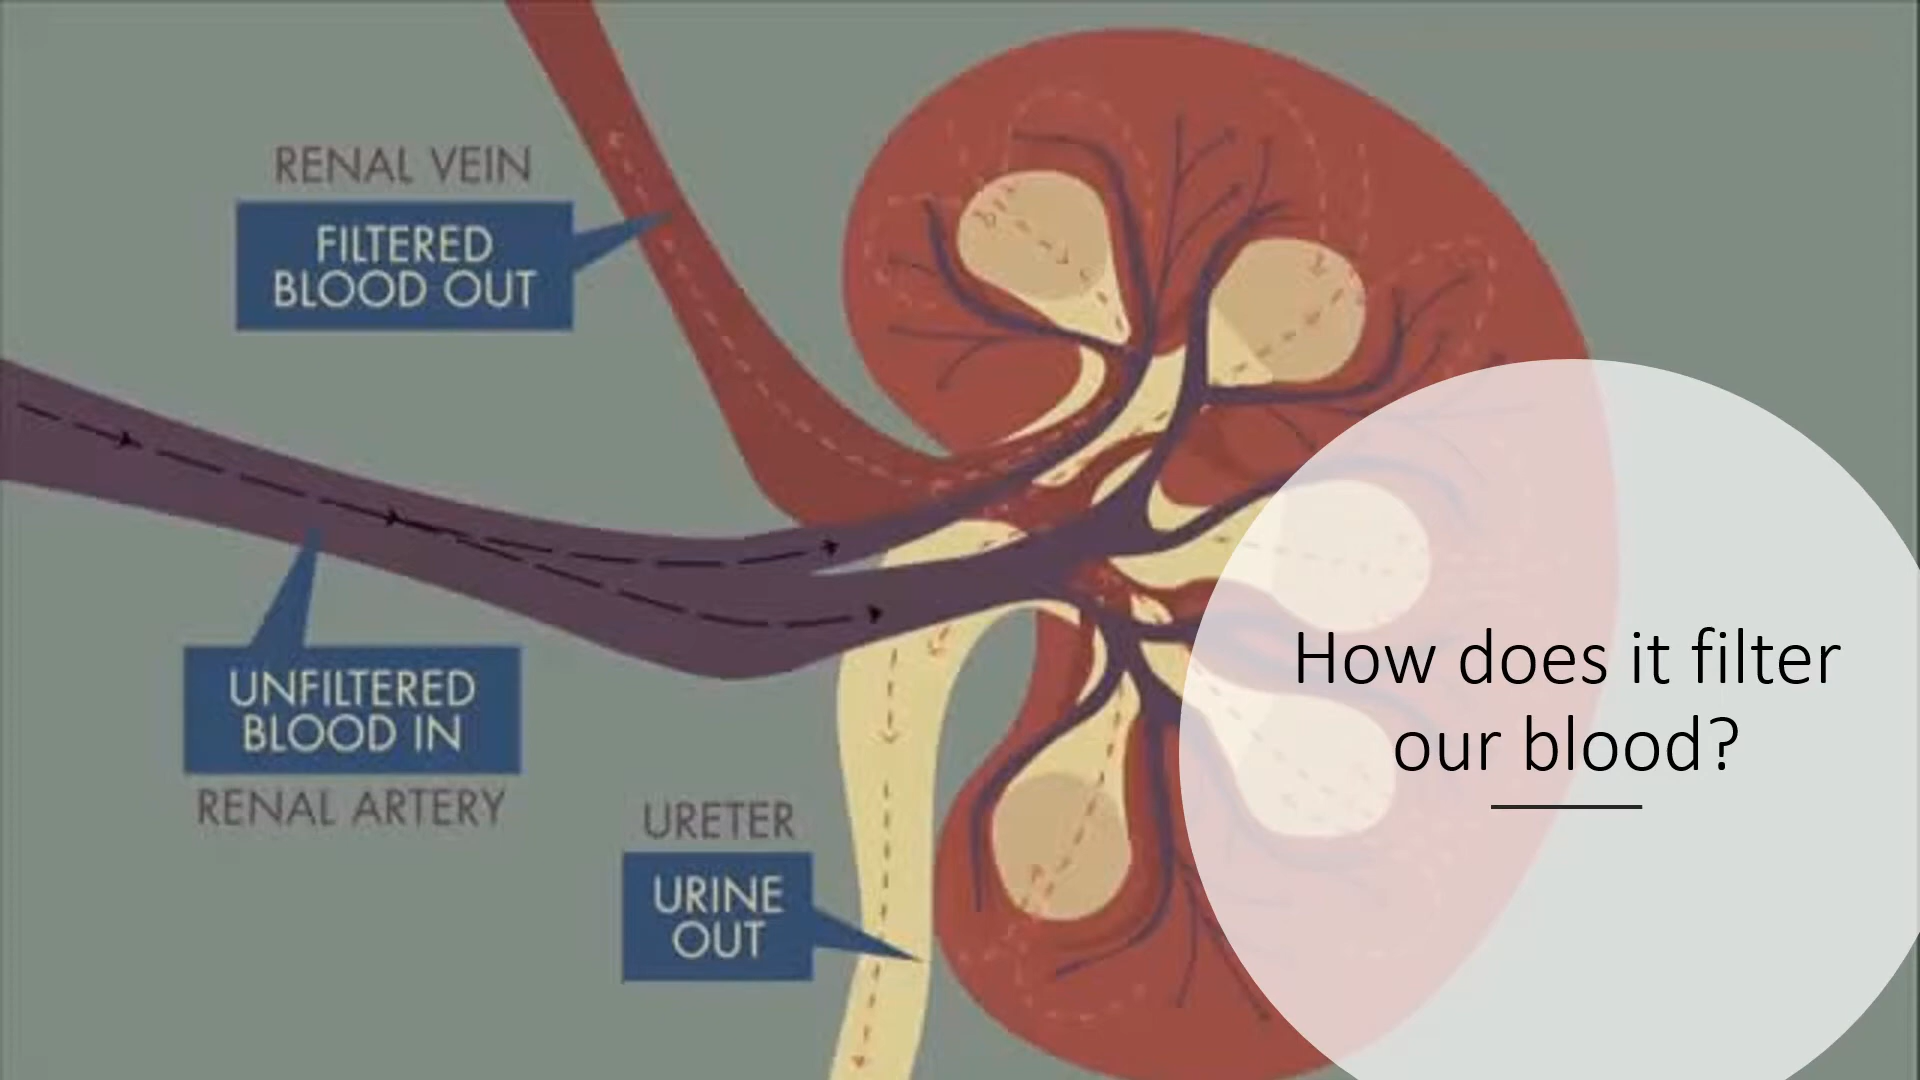 RENAL VEIN
FILTERED
BLOOD OUT
UNFILTERED
BLOOD IN
RENAL ARTERY
URETER
URINE
OUT
How does it filter
our blood?